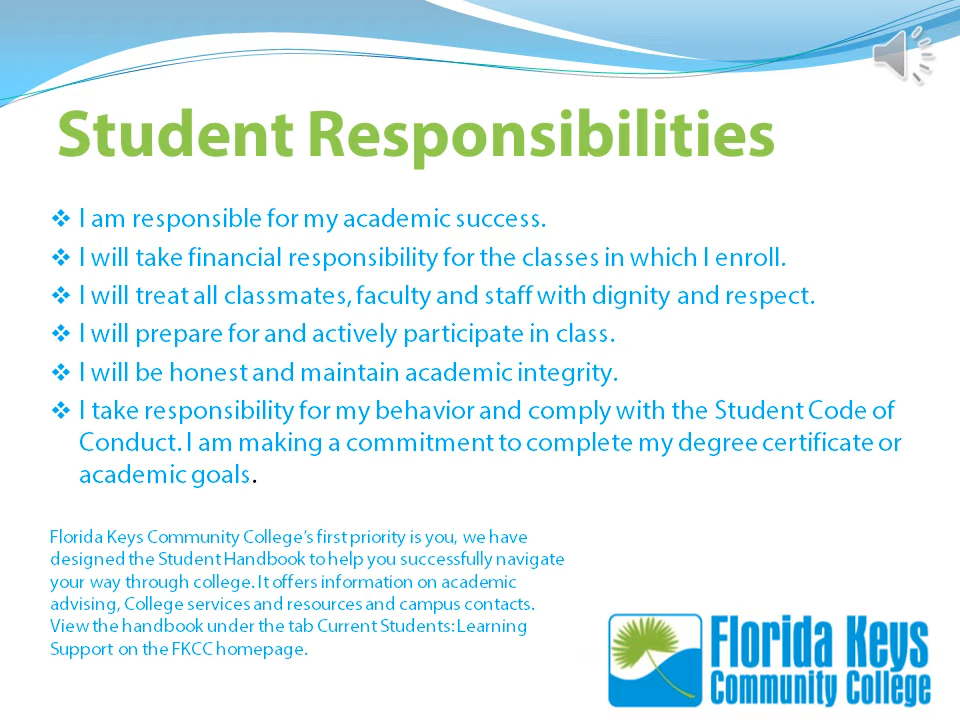 Student Responsibilities
❖ I am responsible for my academic success.
❖ I will take financial responsibility for the classes in which I enroll.
❖ I will treat all classmates, faculty and staff with dignity and respect.
❖ I will prepare for and actively participate in class.
❖ I will be honest and maintain academic integrity.
❖ I take responsibility for my behavior and comply with the Student Code of
Conduct. I am making a commitment to complete my degree certificate or
academic goals.
Florida Keys Community College’s first priority is you, we have
designed the Student Handbook to help you successfully navigate
your way through college. It offers information on academic
advising, College services and resources and campus contacts.
View the handbook under the tab Current Students: Learning
Support on the FKCC homepage.
Florida Keys
Community College